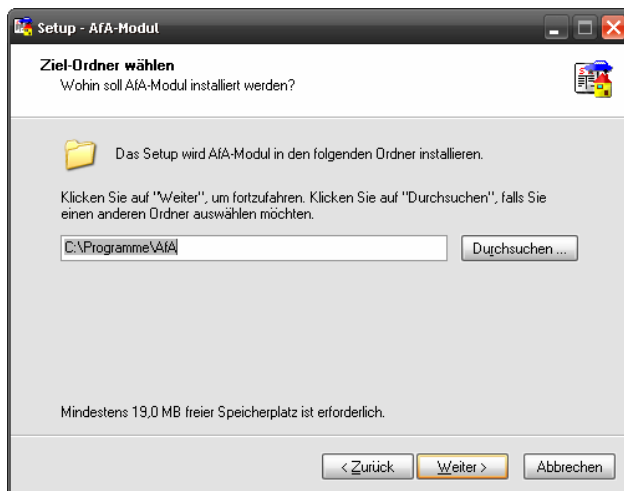 Setup - AfA-Modul
Ziel-Ordner wählen
Wohin soll AfA-Modul installiert werden?
Das Setup wird AfA-Modul in den folgenden Ordner installieren.
Klicken Sie auf "Weiter", um fortzufahren. Klicken Sie auf "Durchsuchen", falls Sie
einen anderen Ordner auswählen möchten.
C:\Programme\AfA
Durchsuchen ...
Mindestens 19,0 MB freier Speicherplatz ist erforderlich.
< Zurück
Weiter >
Abbrechen